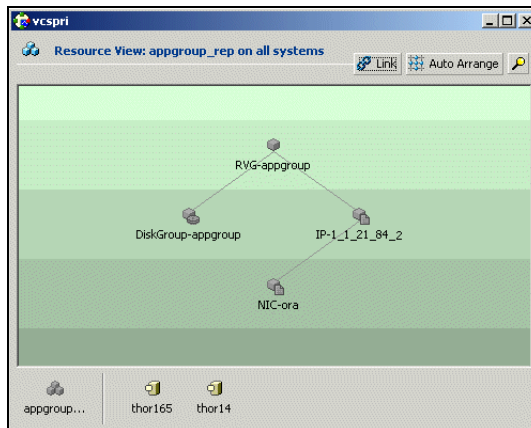 vcspri
Resource View: appgroup_rep on all systems
Link
Auto Arrange
RVG-appgroup
DiskGroup-appgroup
IP-1_1_21_84_2
NIC-ora
appgroup...
thor165
thor14